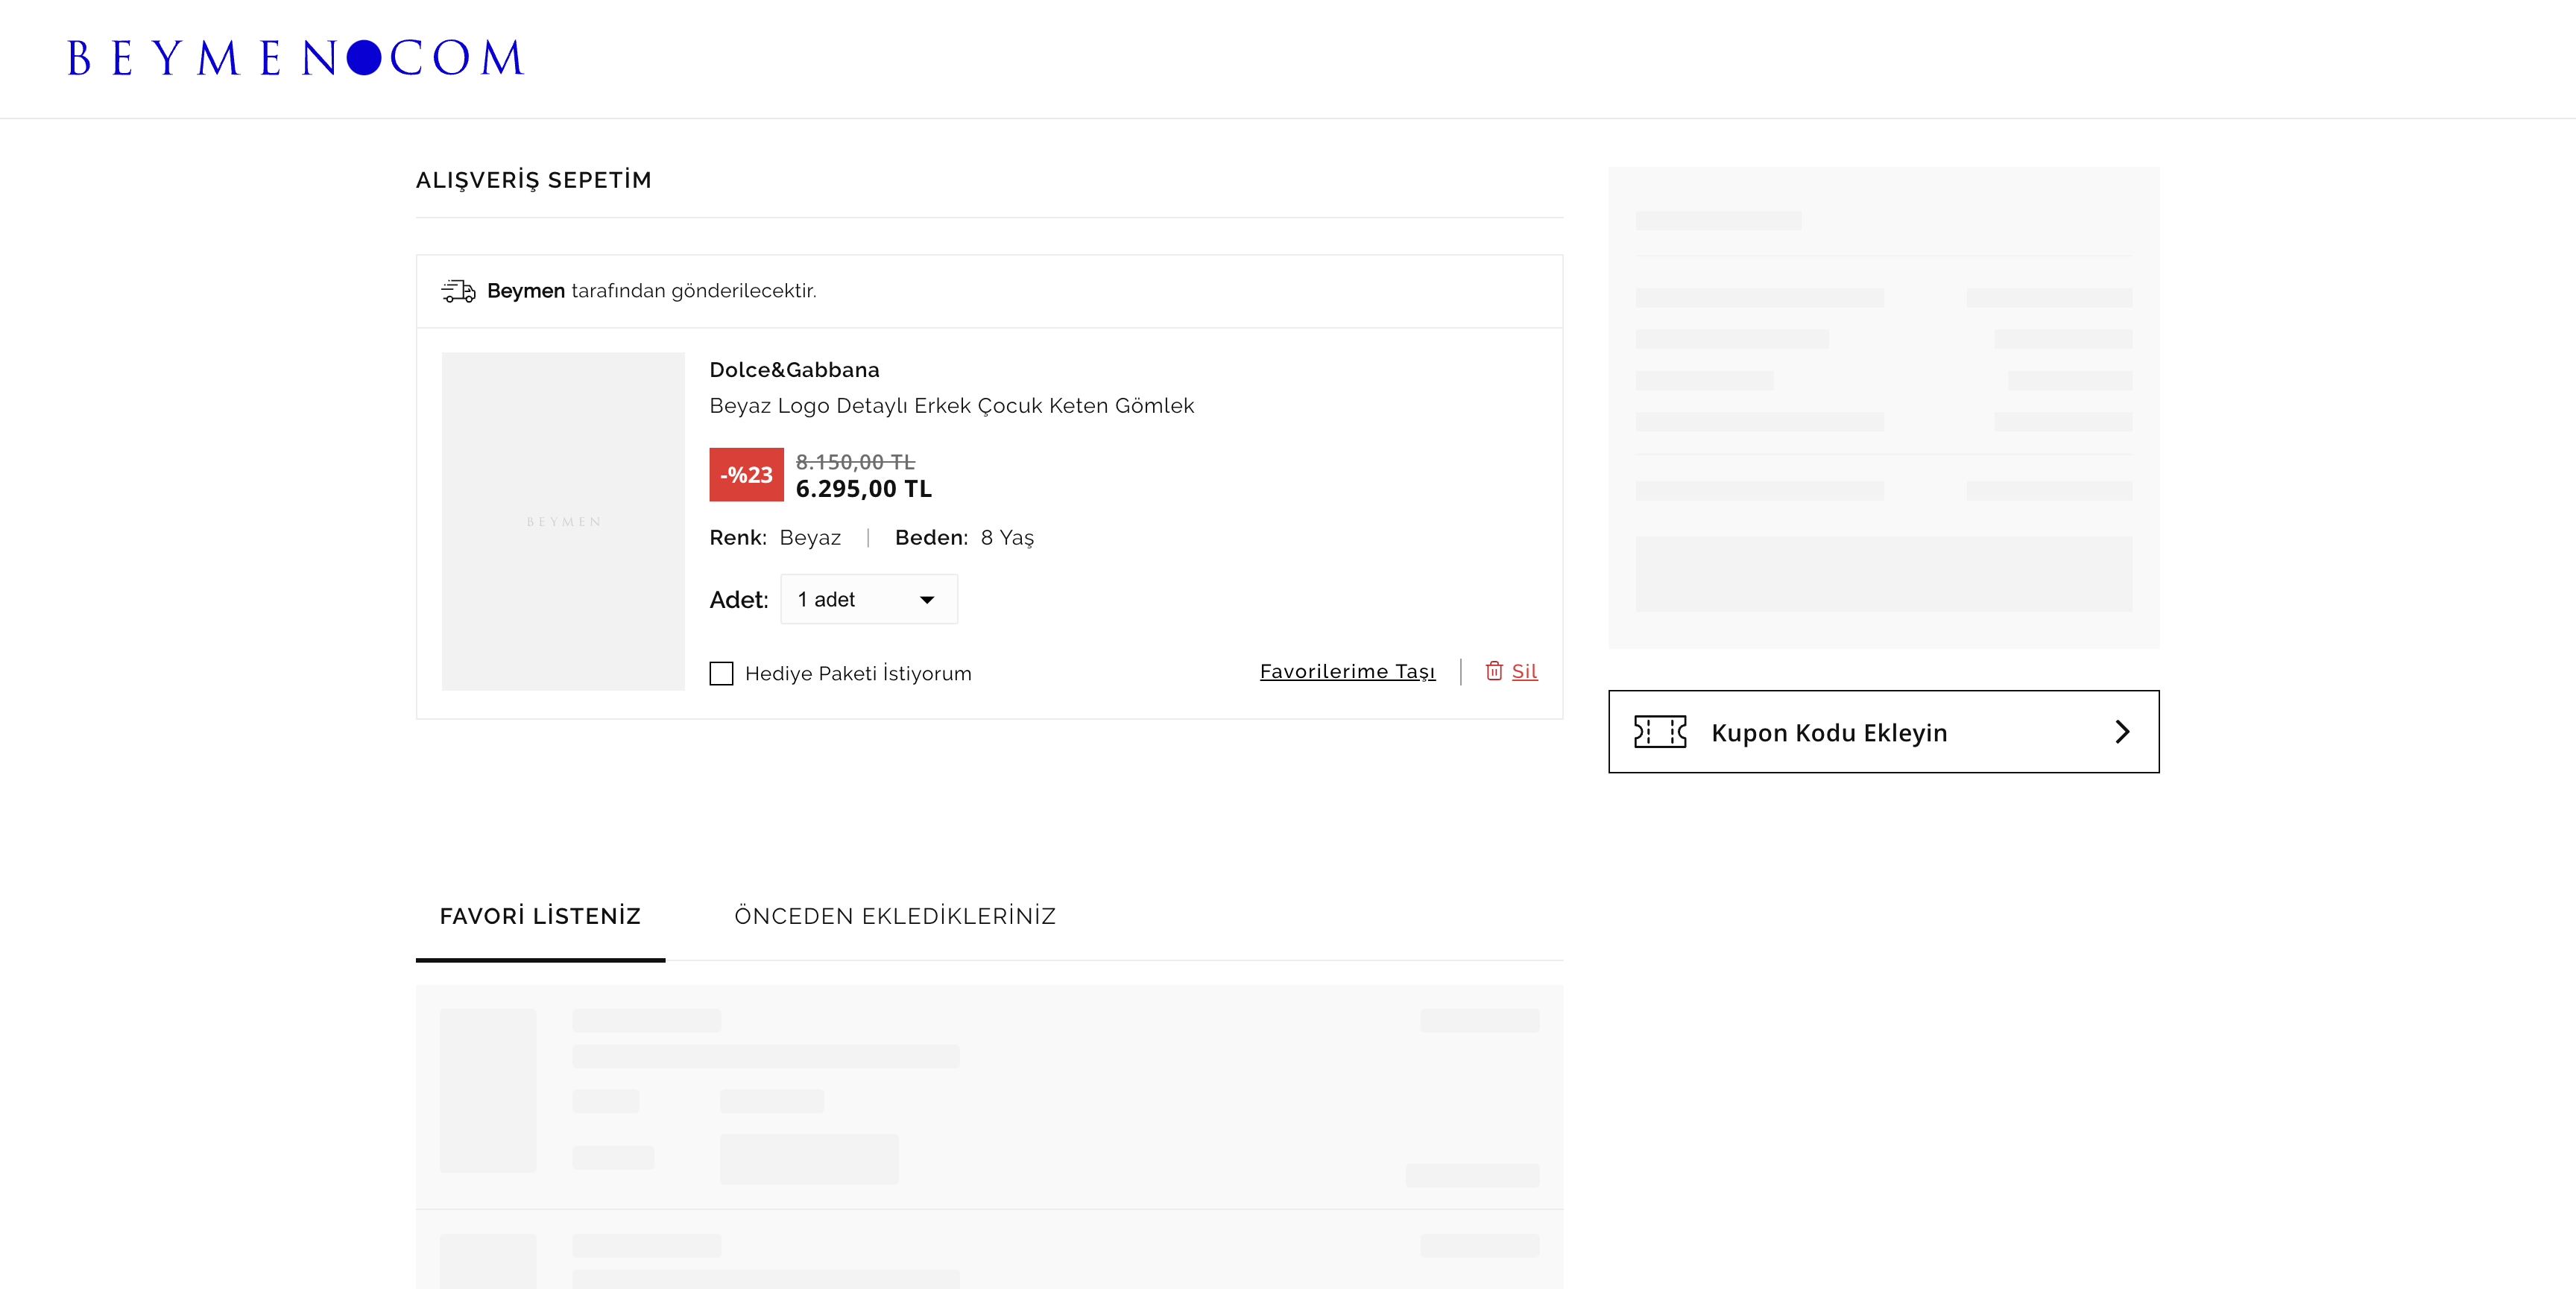 BEYMEN●COM
ALIŞVERİŞ SEPETİM
Beymen tarafından gönderilecektir.
BEYMEN
Dolce&Gabbana
Beyaz Logo Detaylı Erkek Çocuk Keten Gömlek
-%23
8.150,00 TL
6.295,00 TL
Renk: Beyaz | Beden: 8 Yaş
Adet: 1 adet
Hediye Paketi İstiyorum
Favorilerime Taşı | Sil
Kupon Kodu Ekleyin
FAVORİ LİSTENİZ
ÖNCEDEN EKLEDİKLERİNİZ